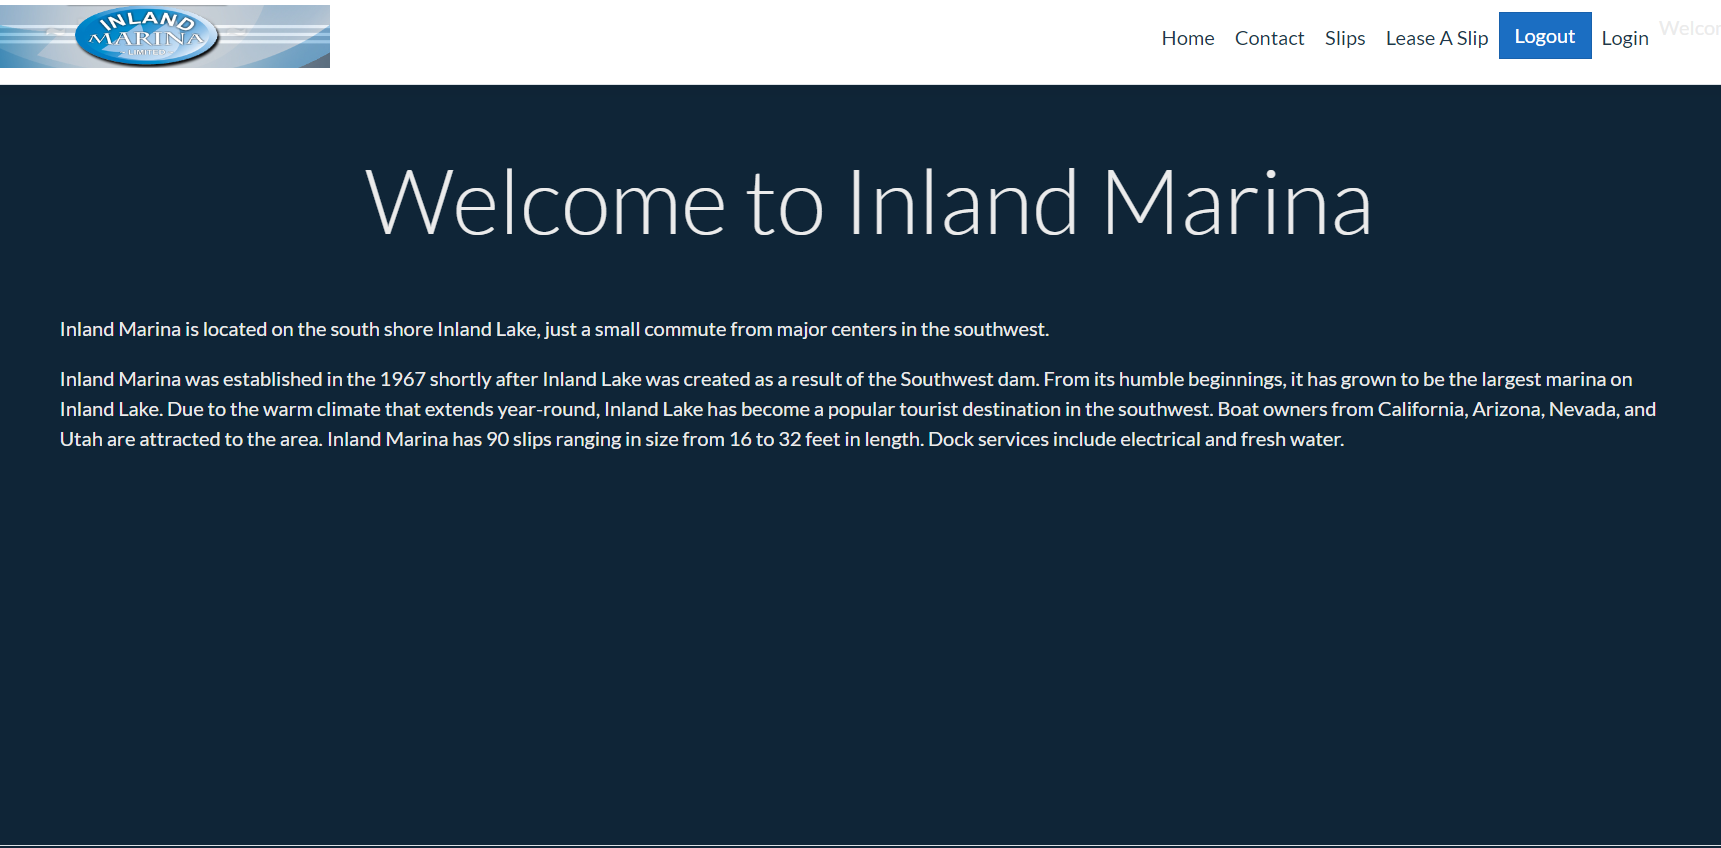 INLAND
MARINA
LIMITED
Home Contact Slips Lease A Slip Logout Login
Welcome to Inland Marina
Inland Marina is located on the south shore Inland Lake, just a small commute from major centers in the southwest.
Inland Marina was established in the 1967 shortly after Inland Lake was created as a result of the Southwest dam. From its humble beginnings, it has grown to be the largest marina on
Inland Lake. Due to the warm climate that extends year-round, Inland Lake has become a popular tourist destination in the southwest. Boat owners from California, Arizona, Nevada, and
Utah are attracted to the area. Inland Marina has 90 slips ranging in size from 16 to 32 feet in length. Dock services include electrical and fresh water.